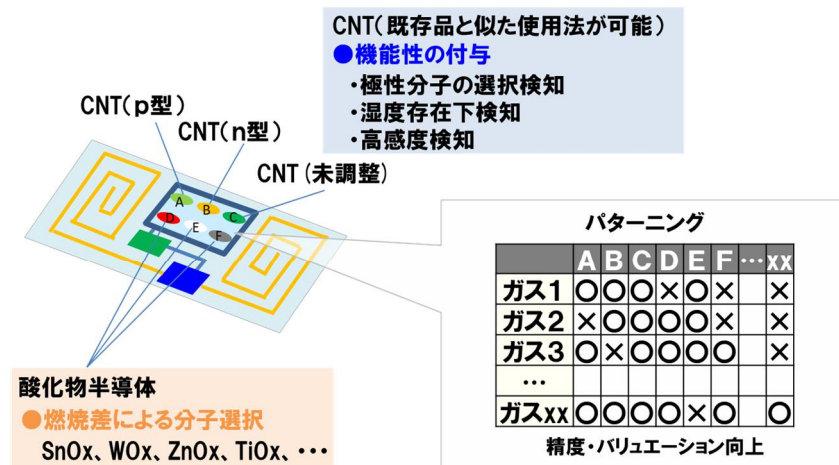 CNT(既存品と似た使用法が可能)
●機能性の付与
・極性分子の選択検知
・湿度存在下検知
・高感度検知
CNT(p型)
CNT(n型)
CNT(未調整)
A
B
C
D
E
F
酸化物半導体
●燃焼差による分子選択
SnOx、WOx、ZnOx、TiOx、・・・
パターニング
A B C D E F … xx
ガス1 ○ ○ ○ × ○ × ×
ガス2 × ○ ○ ○ ○ × ×
ガス3 ○ × ○ ○ ○ ○ ×
…
ガスxx ○ ○ ○ ○ × ○ ○
精度・バリュエーション向上